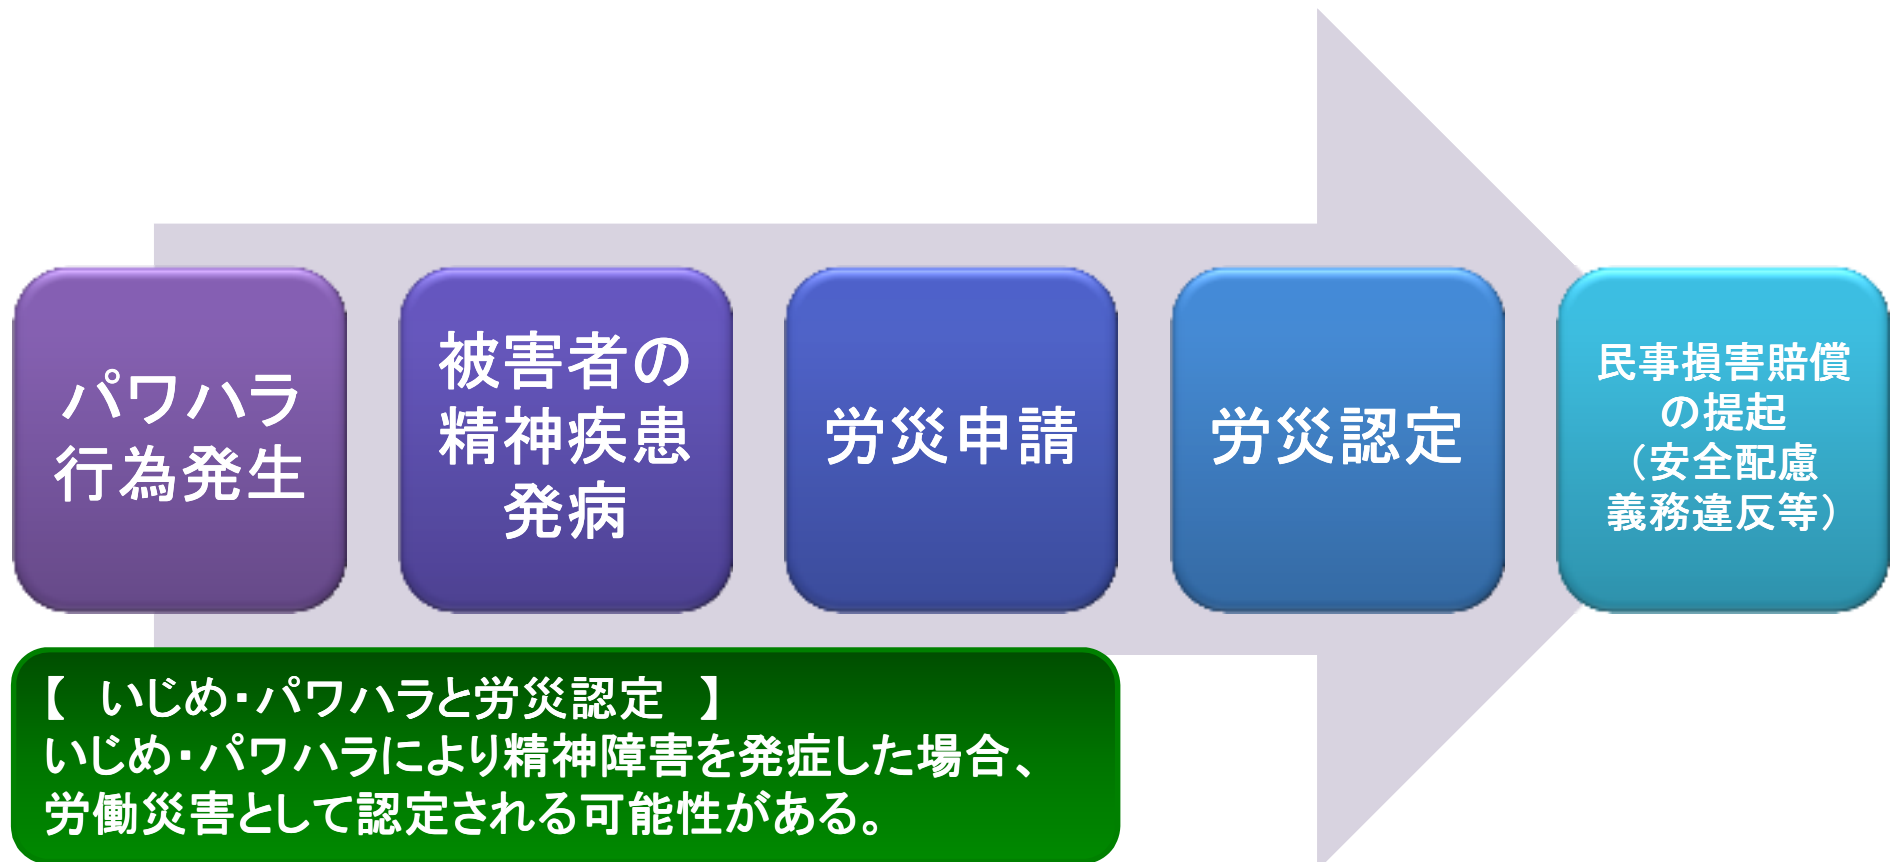 パワハラ
行為発生
被害者の
精神疾患
発病
労災申請
労災認定
民事損害賠償
の提起
（安全配慮
義務違反等）
【　いじめ・パワハラと労災認定　】
いじめ・パワハラにより精神障害を発症した場合、
労働災害として認定される可能性がある。